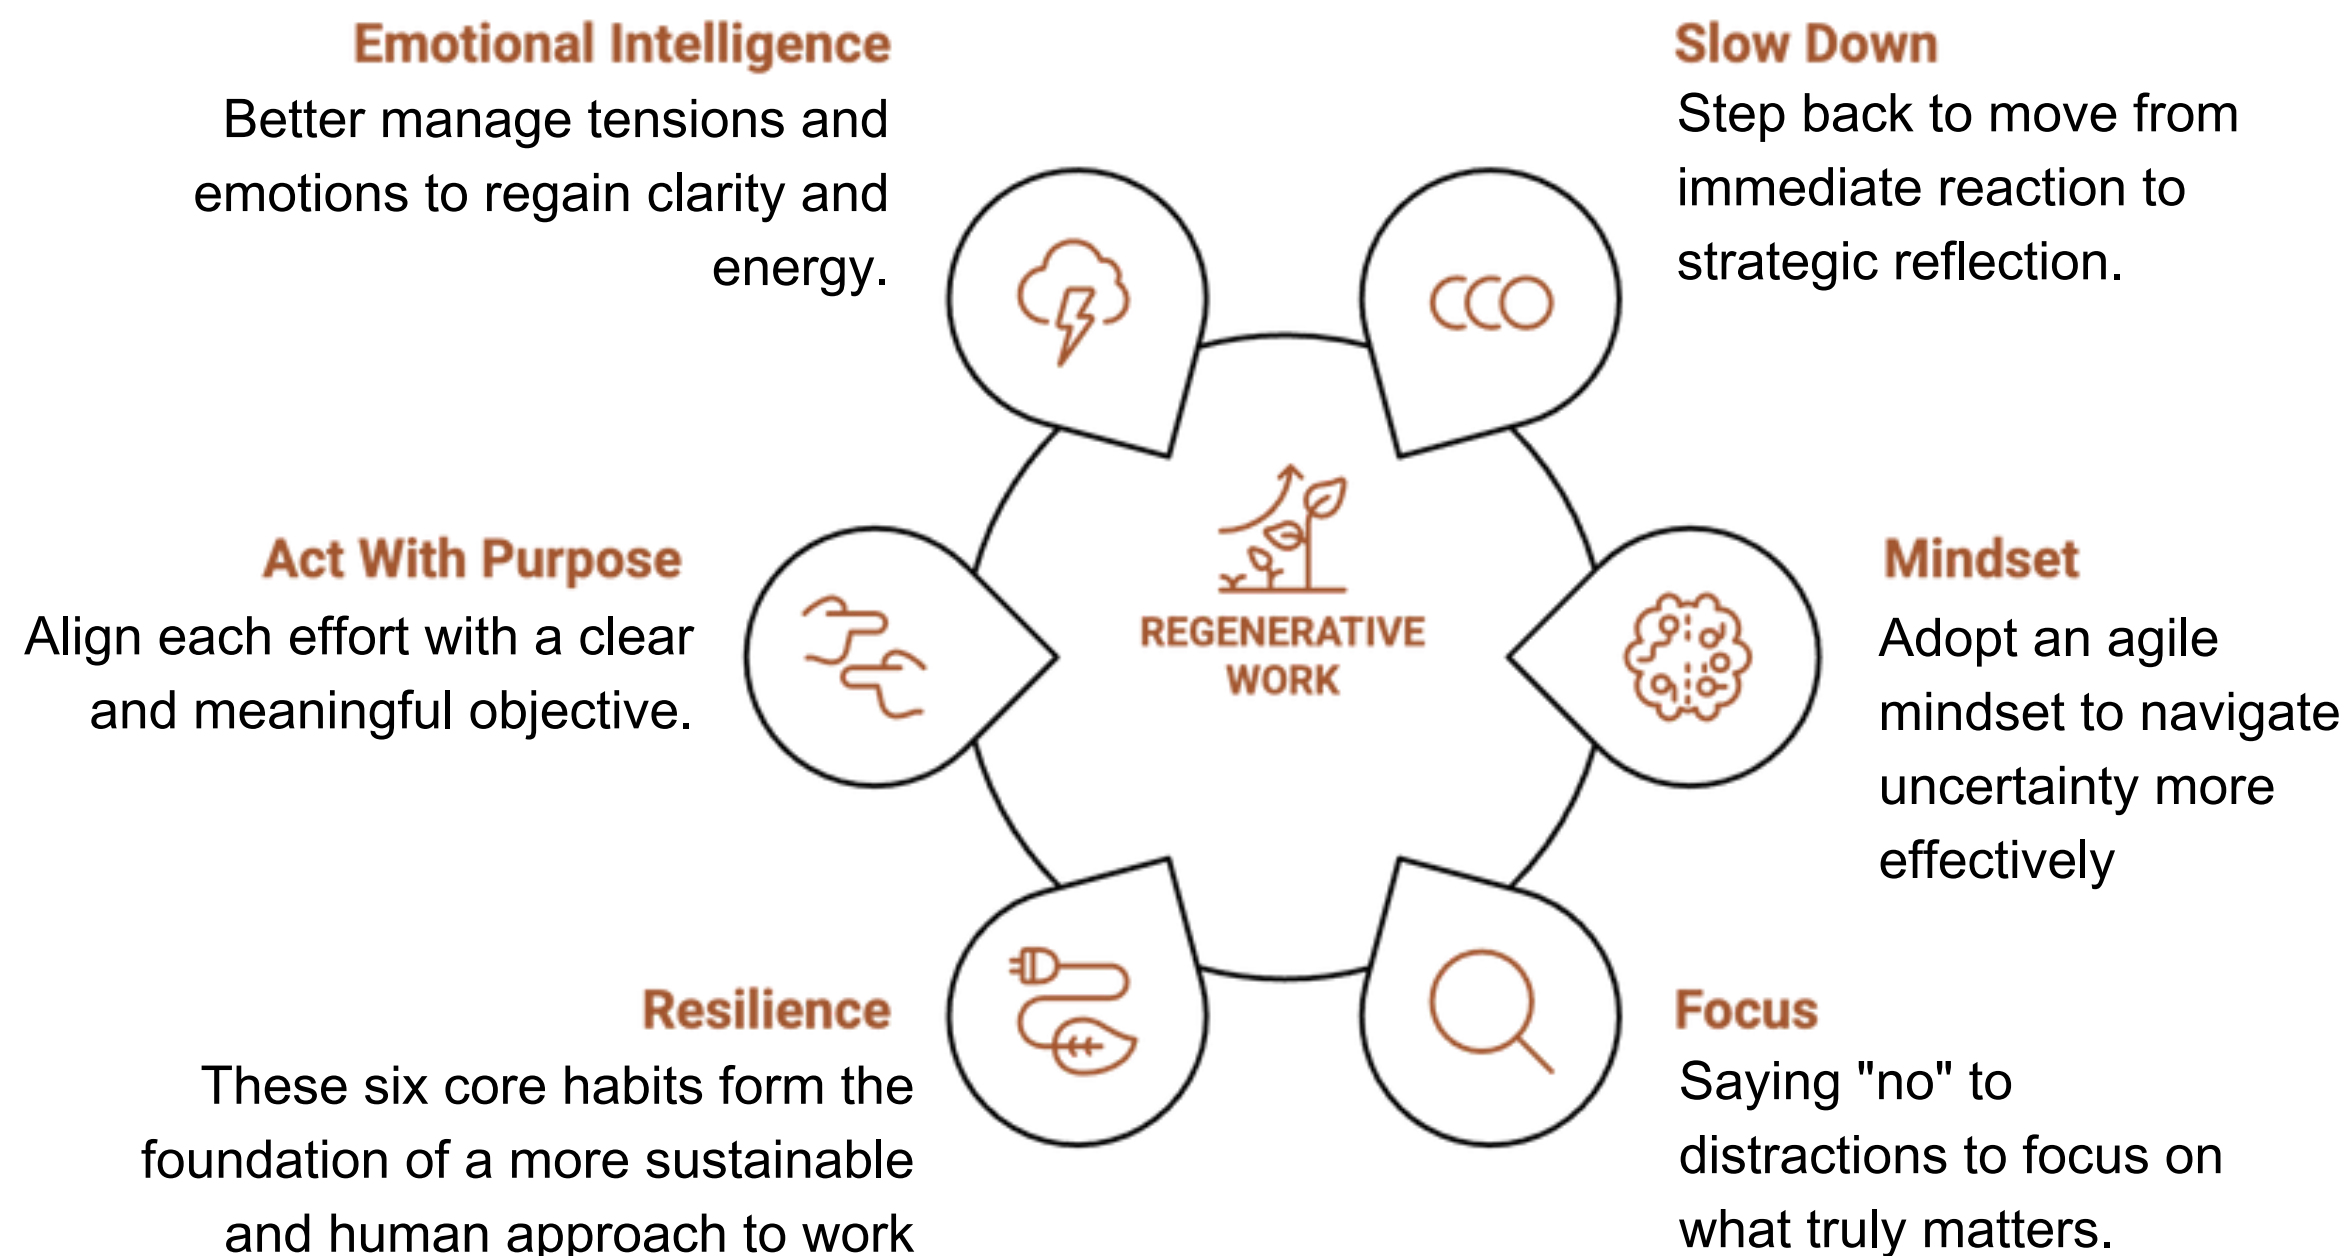 Emotional Intelligence
Better manage tensions and
emotions to regain clarity and
energy.
Slow Down
Step back to move from
immediate reaction to
strategic reflection.
Act With Purpose
Align each effort with a clear
and meaningful objective.
REGENERATIVE
WORK
Mindset
Adopt an agile
mindset to navigate
uncertainty more
effectively
Resilience
These six core habits form the
foundation of a more sustainable
and human approach to work
Focus
Saying "no" to
distractions to focus on
what truly matters.